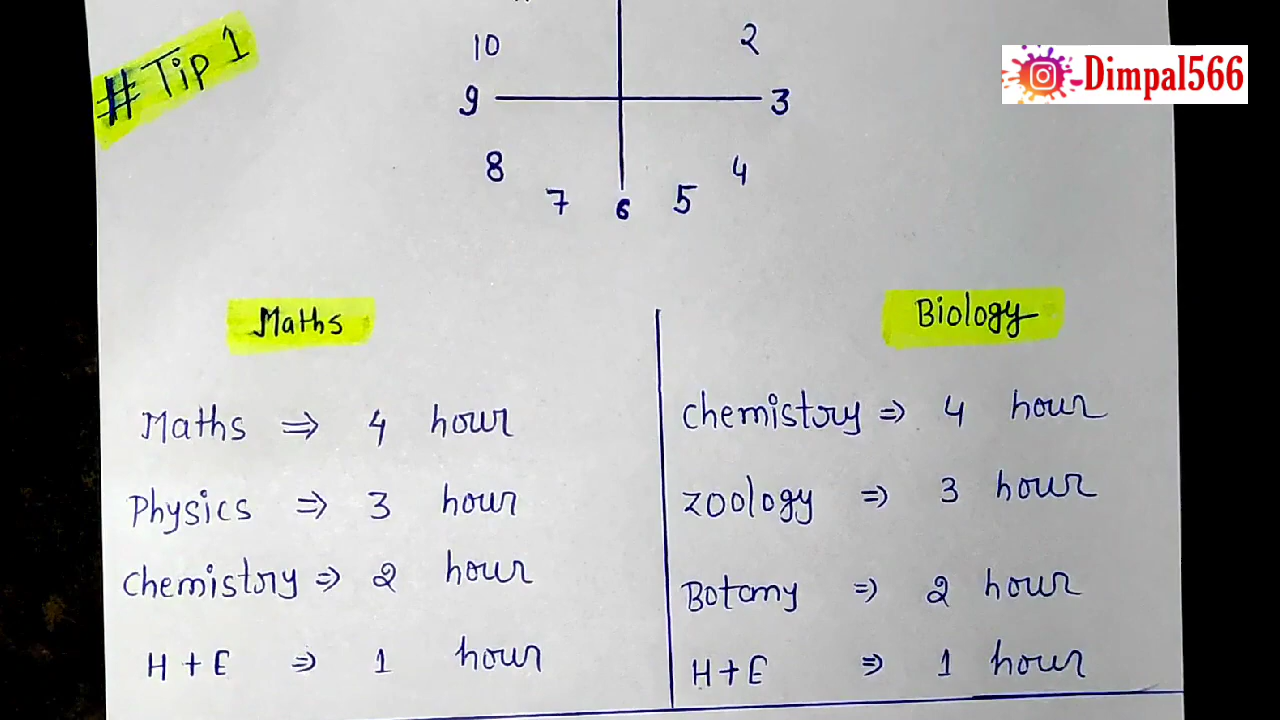 # Tip 1
10 2
9 3
8 4
7 6 5
Dimpal566
Maths
Maths ⇒ 4 hour
Physics ⇒ 3 hour
Chemistry ⇒ 2 hour
H + E ⇒ 1 hour
Biology
Chemistry ⇒ 4 hour
Zoology ⇒ 3 hour
Botany ⇒ 2 hour
H + E ⇒ 1 hour